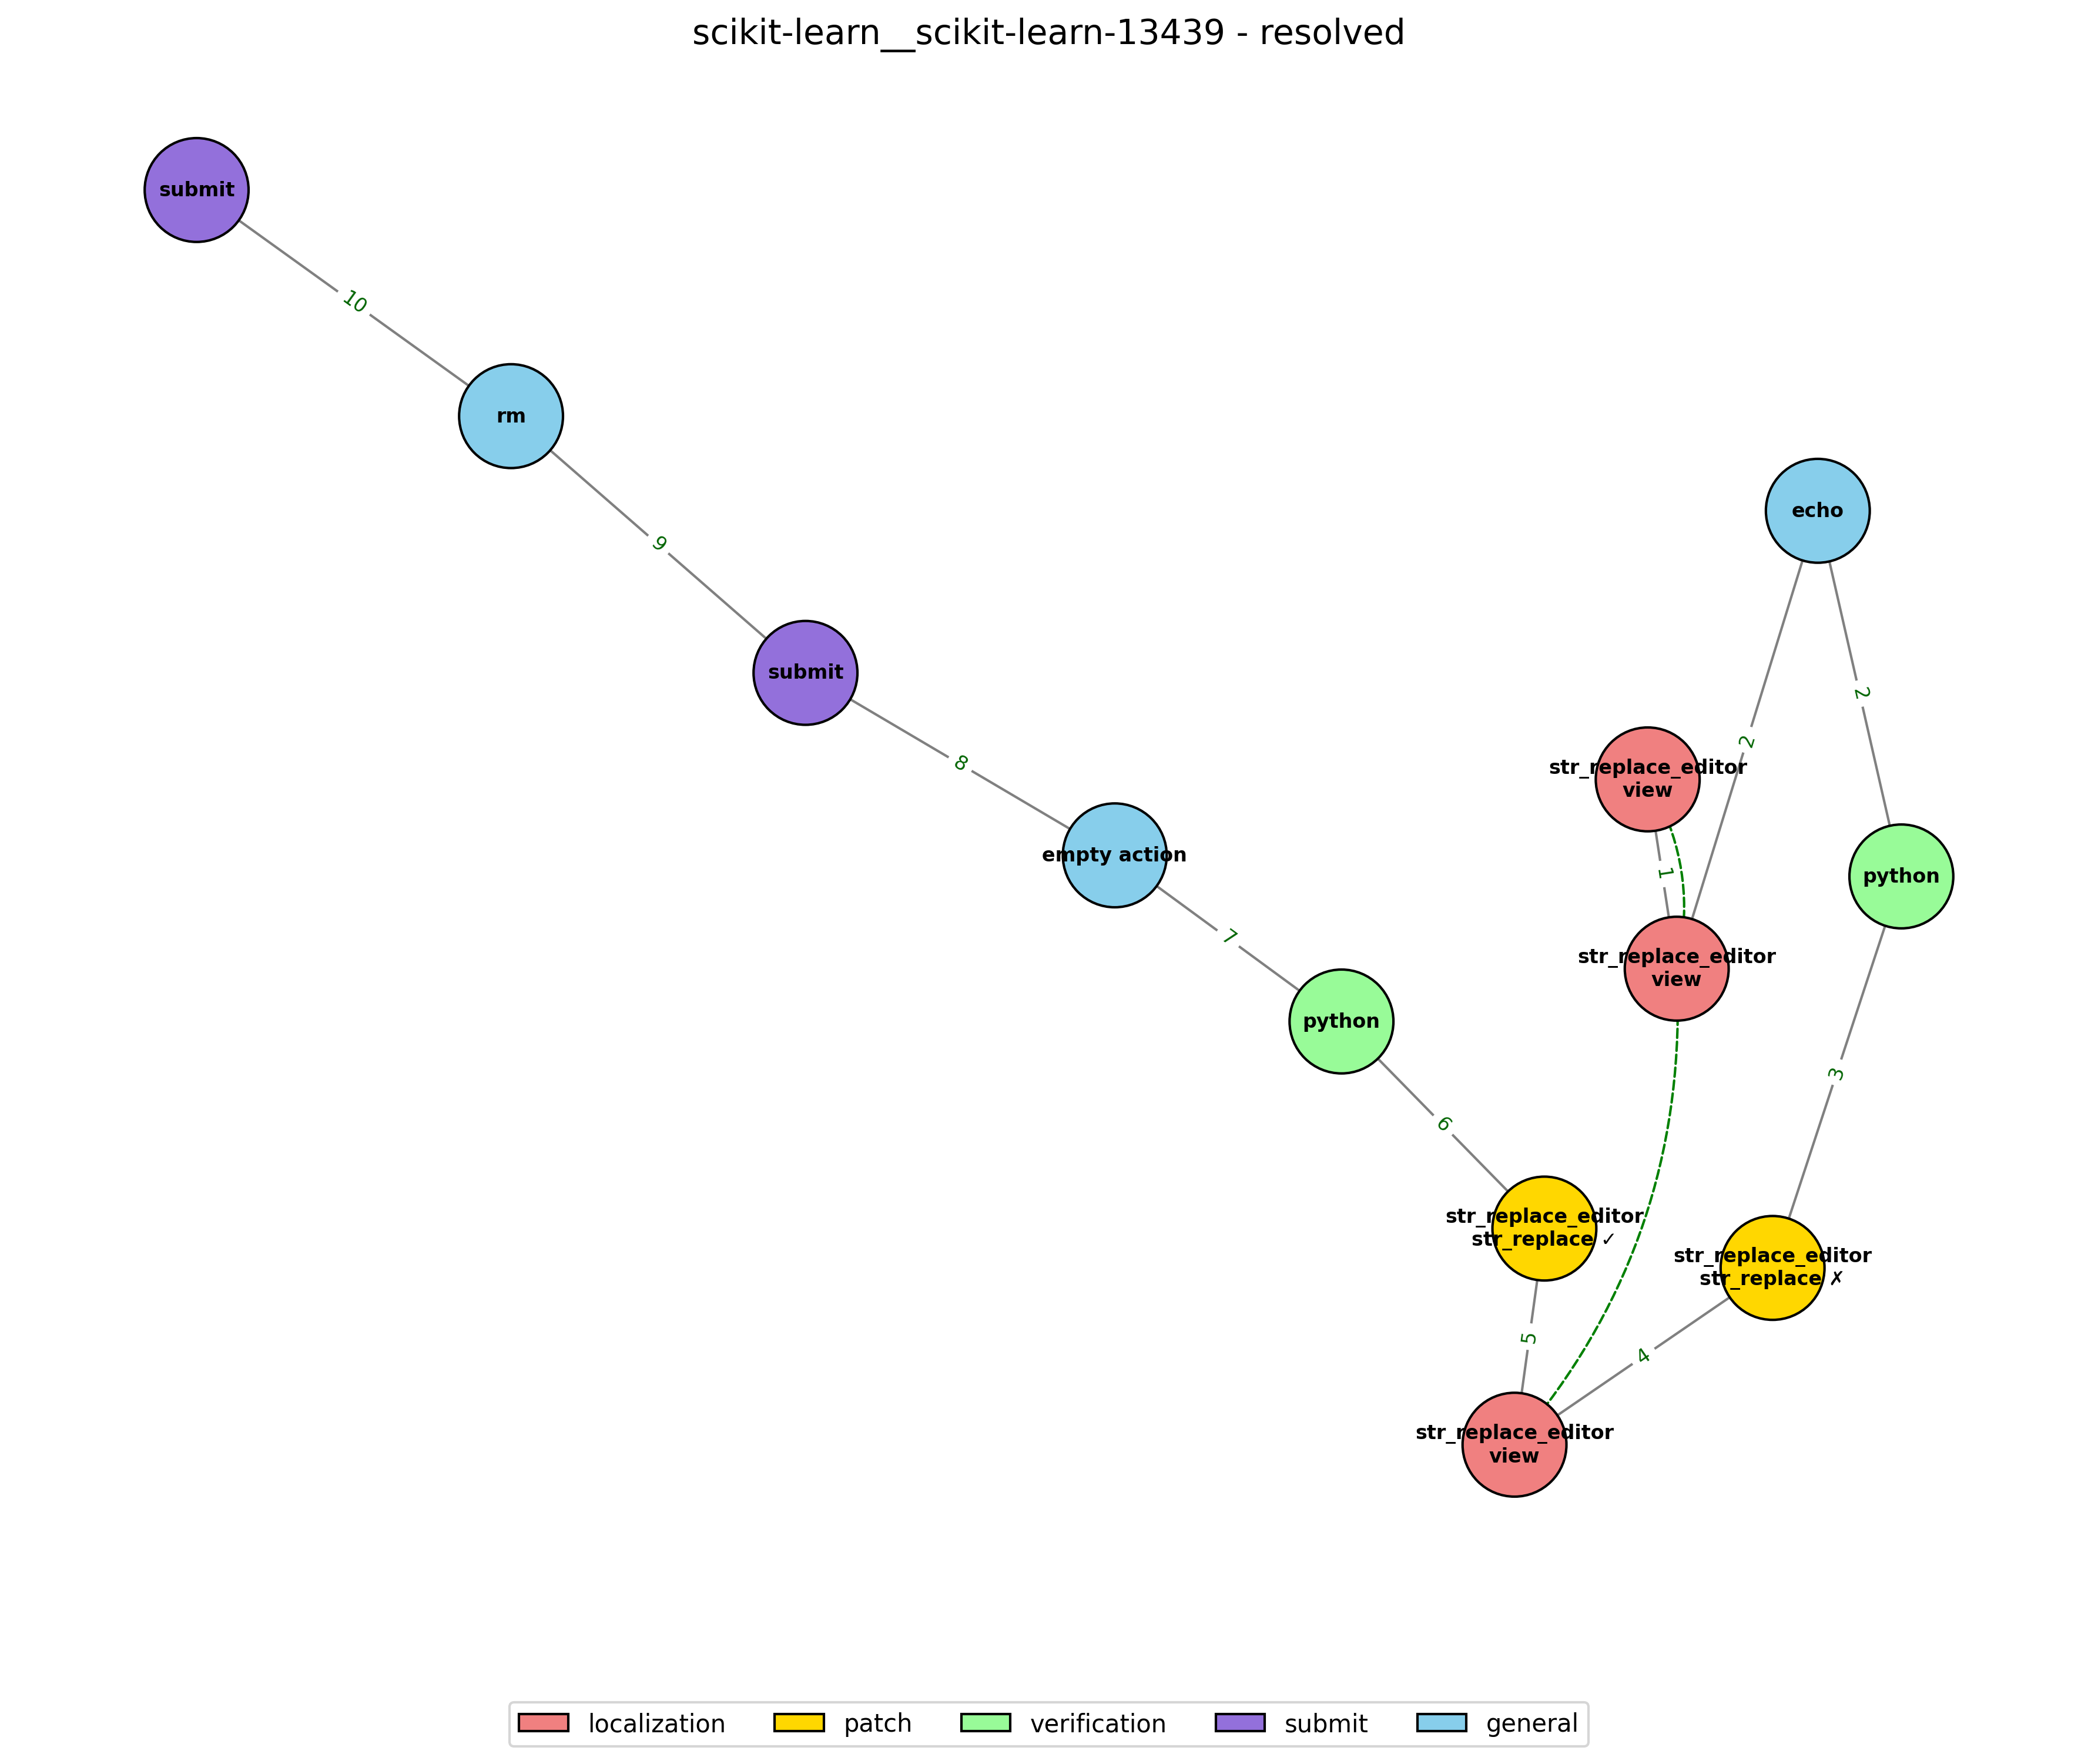 scikit-learn__scikit-learn-13439 - resolved
submit
10
rm
9
submit
8
empty action
7
python
6
echo
2
2
str_replace_editor
view
1
str_replace_editor
view
python
3
str_replace_editor
str_replace ✓
str_replace_editor
str_replace ✗
5
4
str_replace_editor
view
localization
patch
verification
submit
general